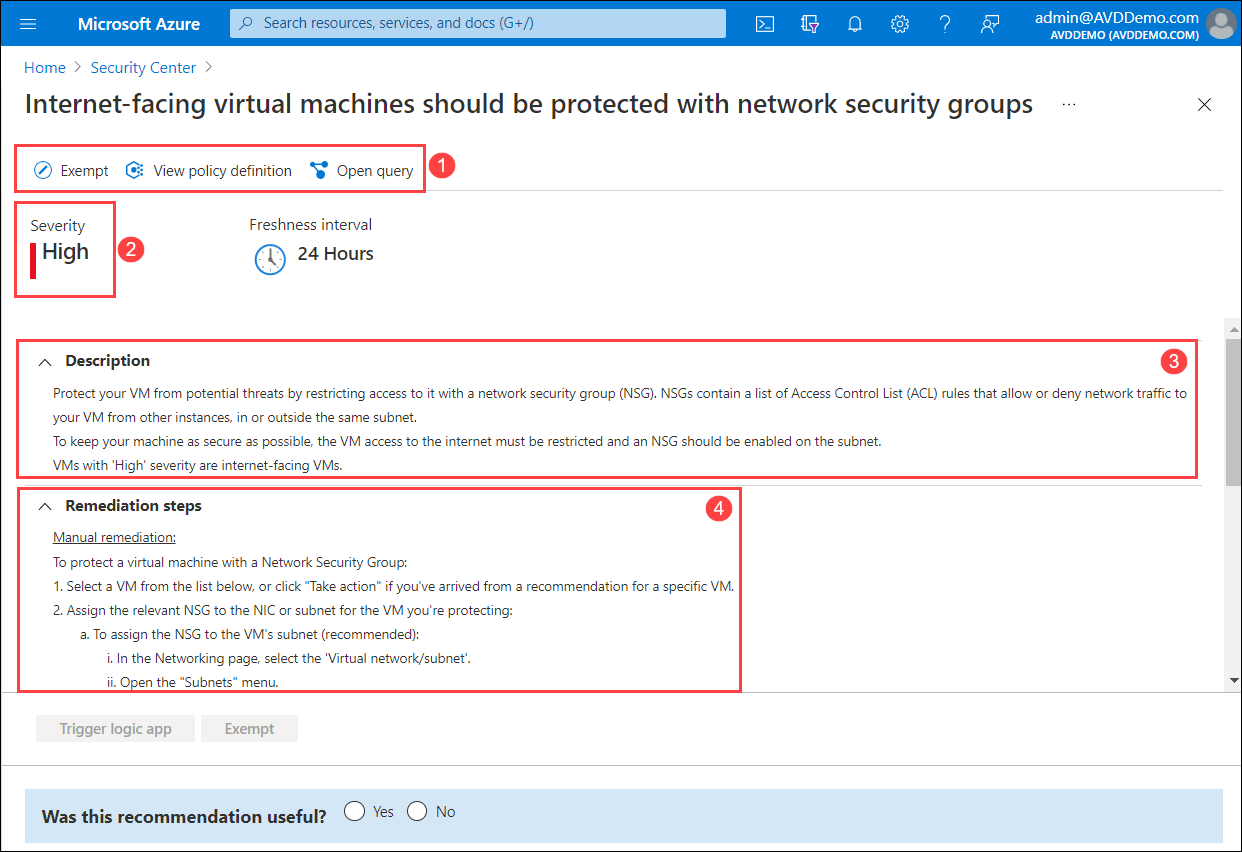 Microsoft Azure
Search resources, services, and docs (G+/)
admin@AVDDemo.com
AVDDEMO (AVDDEMO.COM)
Home > Security Center >
Internet-facing virtual machines should be protected with network security groups ...
Exempt View policy definition Open query 1
Severity
High
2
Freshness interval
24 Hours
Description 3
Protect your VM from potential threats by restricting access to it with a network security group (NSG). NSGs contain a list of Access Control List (ACL) rules that allow or deny network traffic to
your VM from other instances, in or outside the same subnet.
To keep your machine as secure as possible, the VM access to the internet must be restricted and an NSG should be enabled on the subnet.
VMs with 'High' severity are internet-facing VMs.
Remediation steps 4
Manual remediation:
To protect a virtual machine with a Network Security Group:
1. Select a VM from the list below, or click "Take action" if you've arrived from a recommendation for a specific VM.
2. Assign the relevant NSG to the NIC or subnet for the VM you're protecting:
a. To assign the NSG to the VM's subnet (recommended):
i. In the Networking page, select the 'Virtual network/subnet'.
ii. Open the "Subnets" menu.
Trigger logic app Exempt
Was this recommendation useful? Yes No